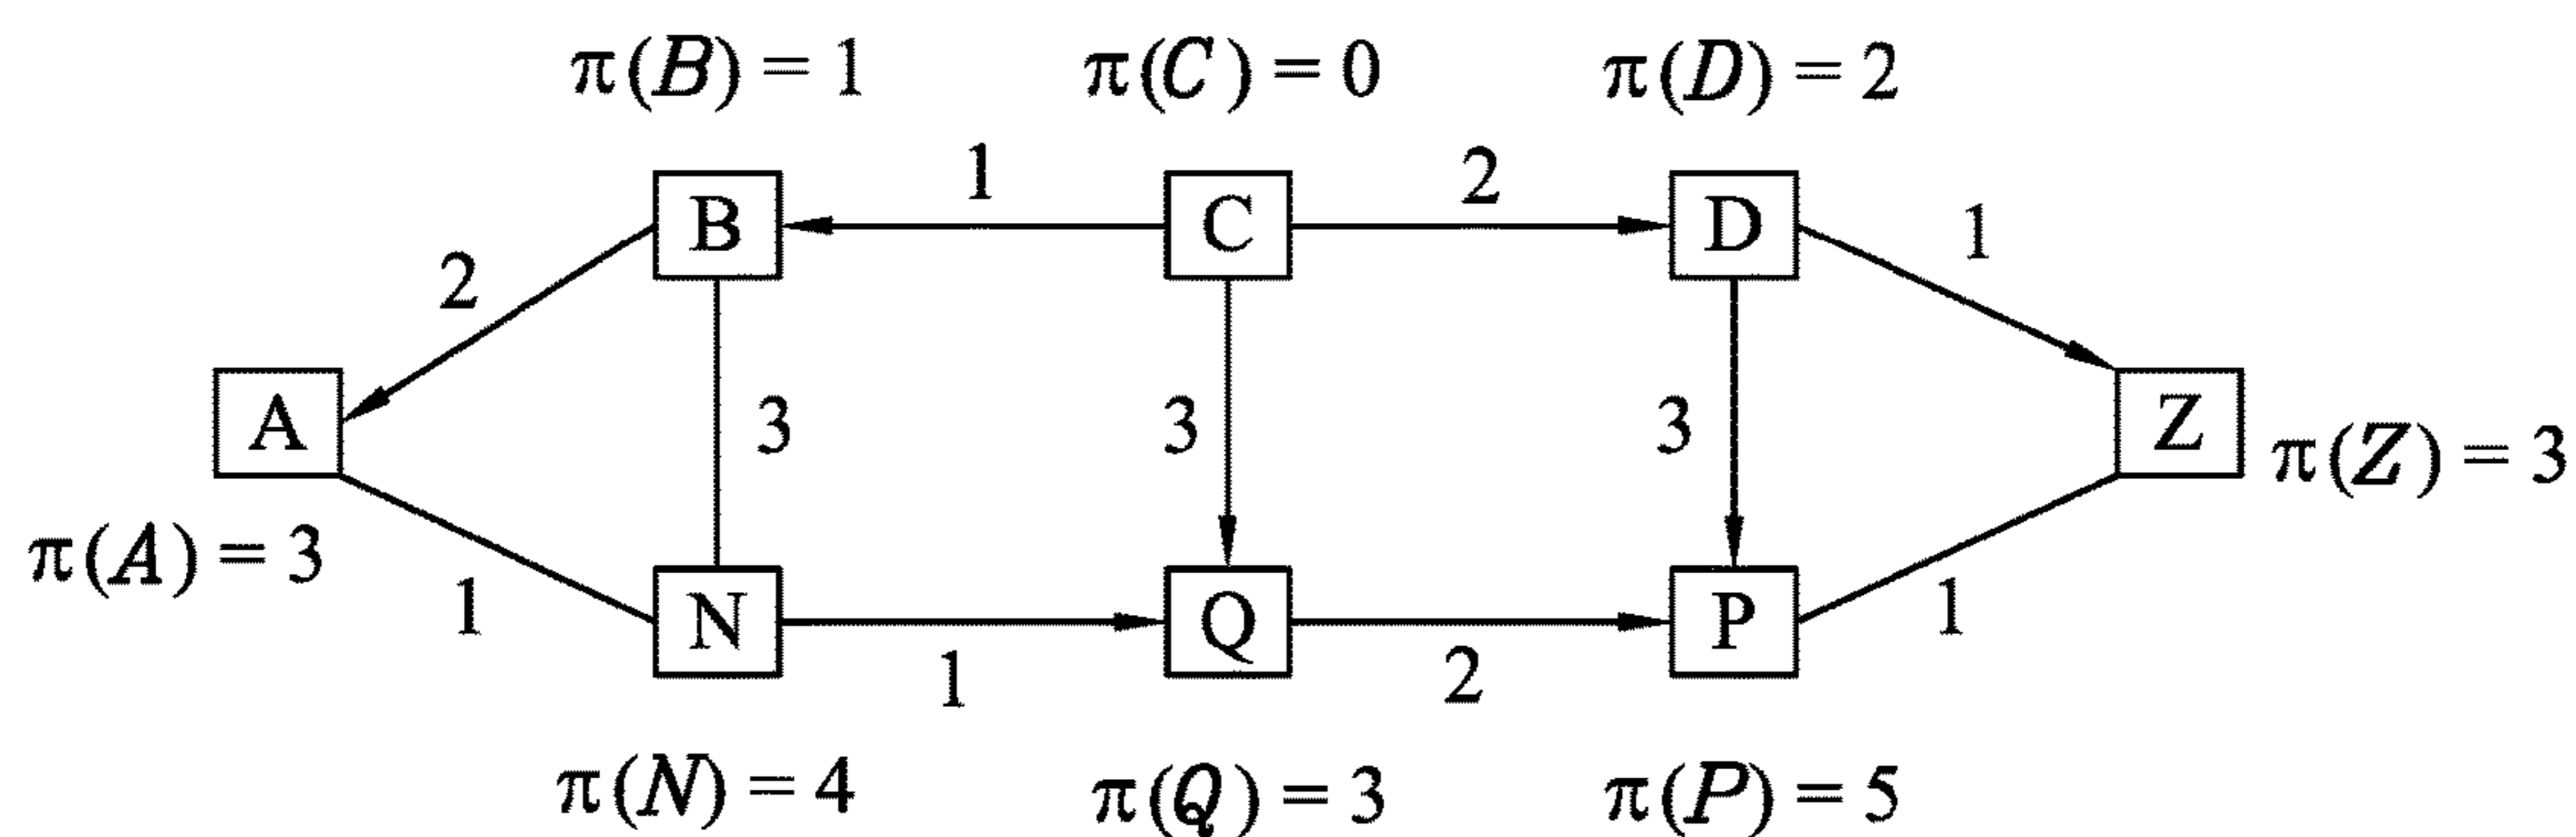 π(B) = 1 π(C) = 0 π(D) = 2
1 2
B C D
2 1
A 3 3 3 Z
π(Z) = 3
π(A) = 3
1 N Q P 1
1 2
π(N) = 4 π(Q) = 3 π(P) = 5